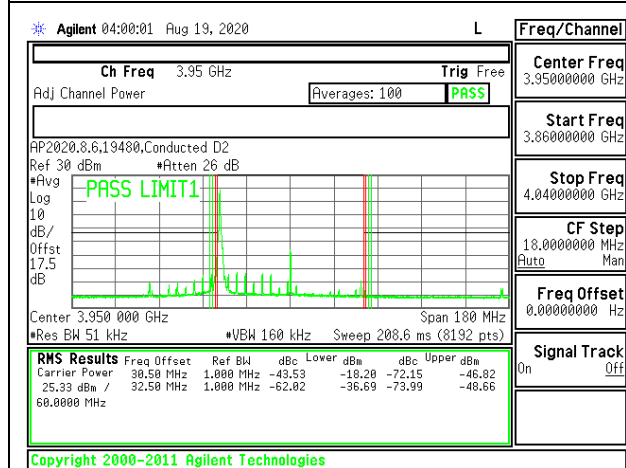 Agilent 04:00:01 Aug 19, 2020 L
Freq/Channel
Ch Freq 3.95 GHz Trig Free
Adj Channel Power Averages: 100 PASS
Center Freq
3.95000000 GHz
Start Freq
3.86000000 GHz
Stop Freq
4.04000000 GHz
CF Step
18.0000000 MHz
Auto Man
Freq Offset
0.00000000 Hz
Signal Track
On Off
AP2020.8.6,19480,Conducted D2
Ref 30 dBm #Atten 26 dB
#Avg
Log
10
dB/
Offst
17.5
dB
PASS LIMIT1
Center 3.950 000 GHz Span 180 MHz
#Res BW 51 kHz #VBW 160 kHz Sweep 208.6 ms (8192 pts)
RMS Results Freq Offset Ref BW dBc Lower dBm dBc Upper dBm
Carrier Power 30.50 MHz 1.000 MHz -43.53 -18.20 -72.15 -46.82
25.33 dBm / 32.50 MHz 1.000 MHz -62.02 -36.69 -73.99 -48.66
60.0000 MHz
Copyright 2000-2011 Agilent Technologies